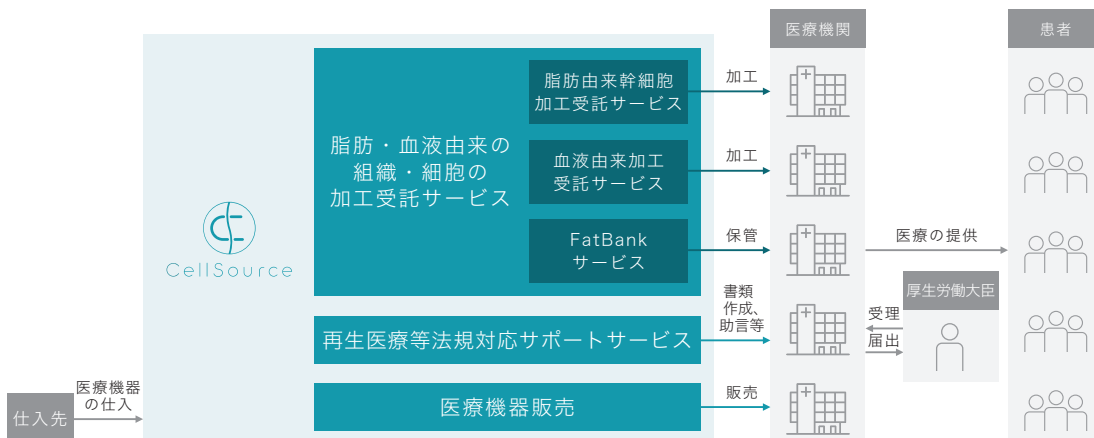 医療機関
患者
脂肪由来幹細胞
加工受託サービス
加工
脂肪・血液由来の
組織・細胞の
加工受託サービス
血液由来加工
受託サービス
加工
CellSource
FatBank
サービス
保管
医療の提供
厚生労働大臣
書類
作成、
助言等
受理
届出
再生医療等法規対応サポートサービス
仕入先
医療機器
の仕入
医療機器販売
販売